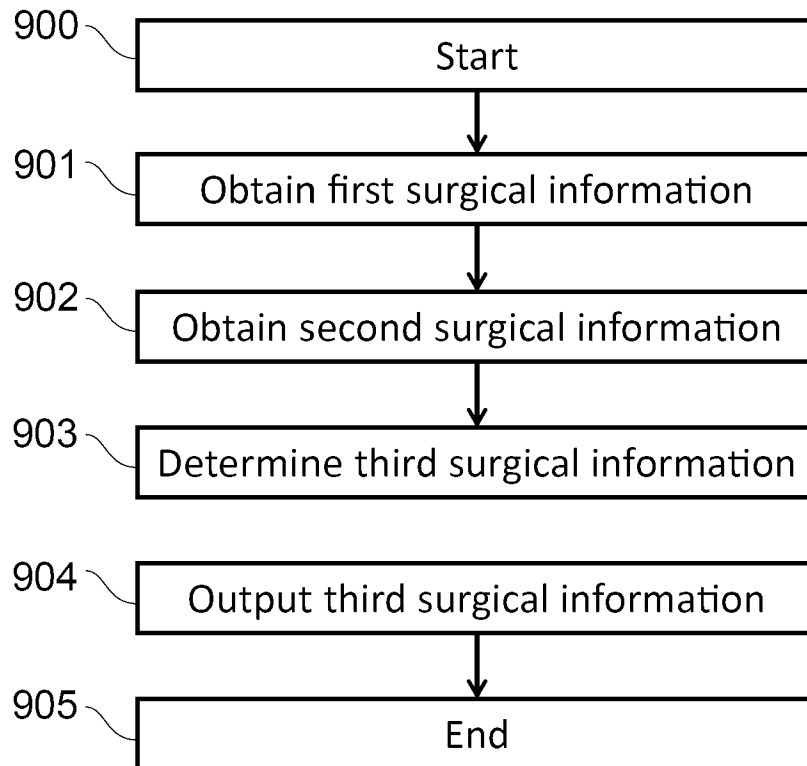 900
Start
901
Obtain first surgical information
902
Obtain second surgical information
903
Determine third surgical information
904
Output third surgical information
905
End